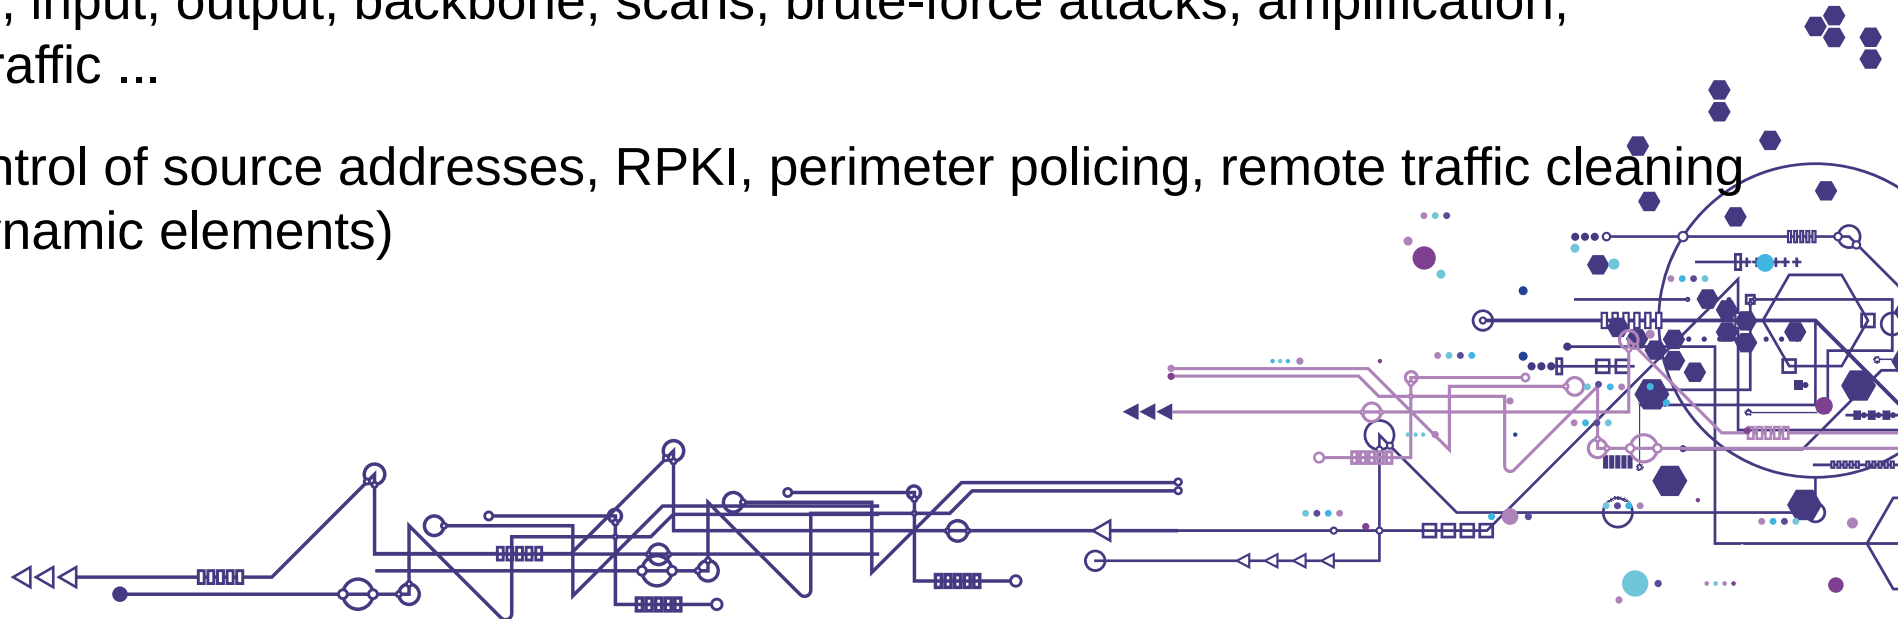 , input, output, backbone, scans, brute-force attacks, amplification,
raffic ...
ntrol of source addresses, RPKI, perimeter policing, remote traffic cleaning
ynamic elements)